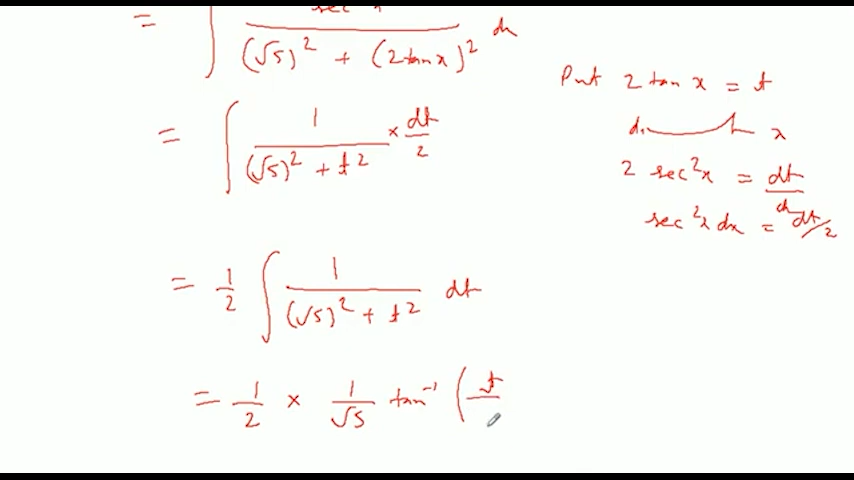 = ∫ sec²x / ((√5)² + (2tanx)²) dx
= ∫ 1 / ((√5)² + t²) × dt/2
= 1/2 ∫ 1 / ((√5)² + t²) dt
= 1/2 × 1/√5 tan⁻¹ (t/
Put 2 tan x = t
d. x
2 sec²x = dt/dx
sec²x dx = dt/2